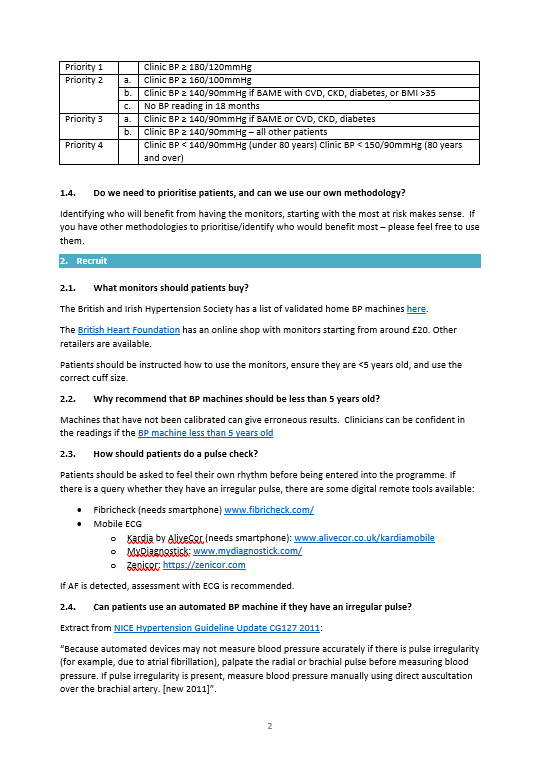 Priority 1 Clinic BP ≥ 180/120mmHg
Priority 2 a. Clinic BP ≥ 160/100mmHg
b. Clinic BP ≥ 140/90mmHg if BAME with CVD, CKD, diabetes, or BMI >35
c. No BP reading in 18 months
Priority 3 a. Clinic BP ≥ 140/90mmHg if BAME or CVD, CKD, diabetes
b. Clinic BP ≥ 140/90mmHg – all other patients
Priority 4 Clinic BP < 140/90mmHg (under 80 years) Clinic BP < 150/90mmHg (80 years
and over)
1.4. Do we need to prioritise patients, and can we use our own methodology?
Identifying who will benefit from having the monitors, starting with the most at risk makes sense. If
you have other methodologies to prioritise/identify who would benefit most – please feel free to use
them.
2. Recruit
2.1. What monitors should patients buy?
The British and Irish Hypertension Society has a list of validated home BP machines here.
The British Heart Foundation has an online shop with monitors starting from around £20. Other
retailers are available.
Patients should be instructed how to use the monitors, ensure they are <5 years old, and use the
correct cuff size.
2.2. Why recommend that BP machines should be less than 5 years old?
Machines that have not been calibrated can give erroneous results. Clinicians can be confident in
the readings if the BP machine less than 5 years old
2.3. How should patients do a pulse check?
Patients should be asked to feel their own rhythm before being entered into the programme. If
there is a query whether they have an irregular pulse, there are some digital remote tools available:
• Fibricheck (needs smartphone) www.fibricheck.com/
• Mobile ECG
o Kardia by AliveCor (needs smartphone): www.alivecor.co.uk/kardiamobile
o MyDiagnostick: www.mydiagnostick.com/
o Zenicor: https://zenicor.com
If AF is detected, assessment with ECG is recommended.
2.4. Can patients use an automated BP machine if they have an irregular pulse?
Extract from NICE Hypertension Guideline Update CG127 2011:
“Because automated devices may not measure blood pressure accurately if there is pulse irregularity
(for example, due to atrial fibrillation), palpate the radial or brachial pulse before measuring blood
pressure. If pulse irregularity is present, measure blood pressure manually using direct auscultation
over the brachial artery. [new 2011]”.
2